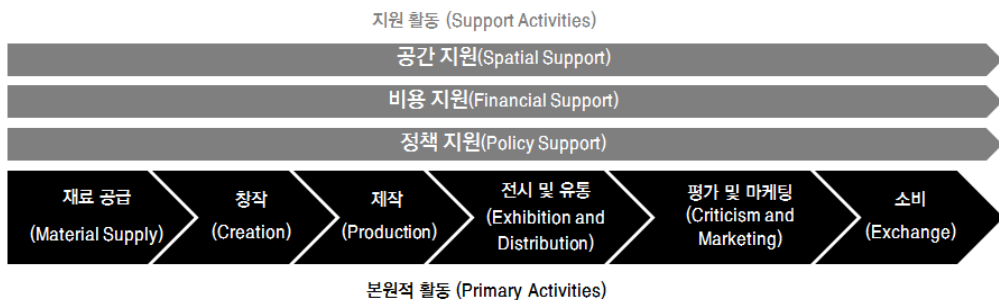 지원 활동 (Support Activities)
공간 지원(Spatial Support)
비용 지원(Financial Support)
정책 지원(Policy Support)
재료 공급
(Material Supply)
창작
(Creation)
제작
(Production)
전시 및 유통
(Exhibition and
Distribution)
평가 및 마케팅
(Criticism and
Marketing)
소비
(Exchange)
본원적 활동 (Primary Activities)